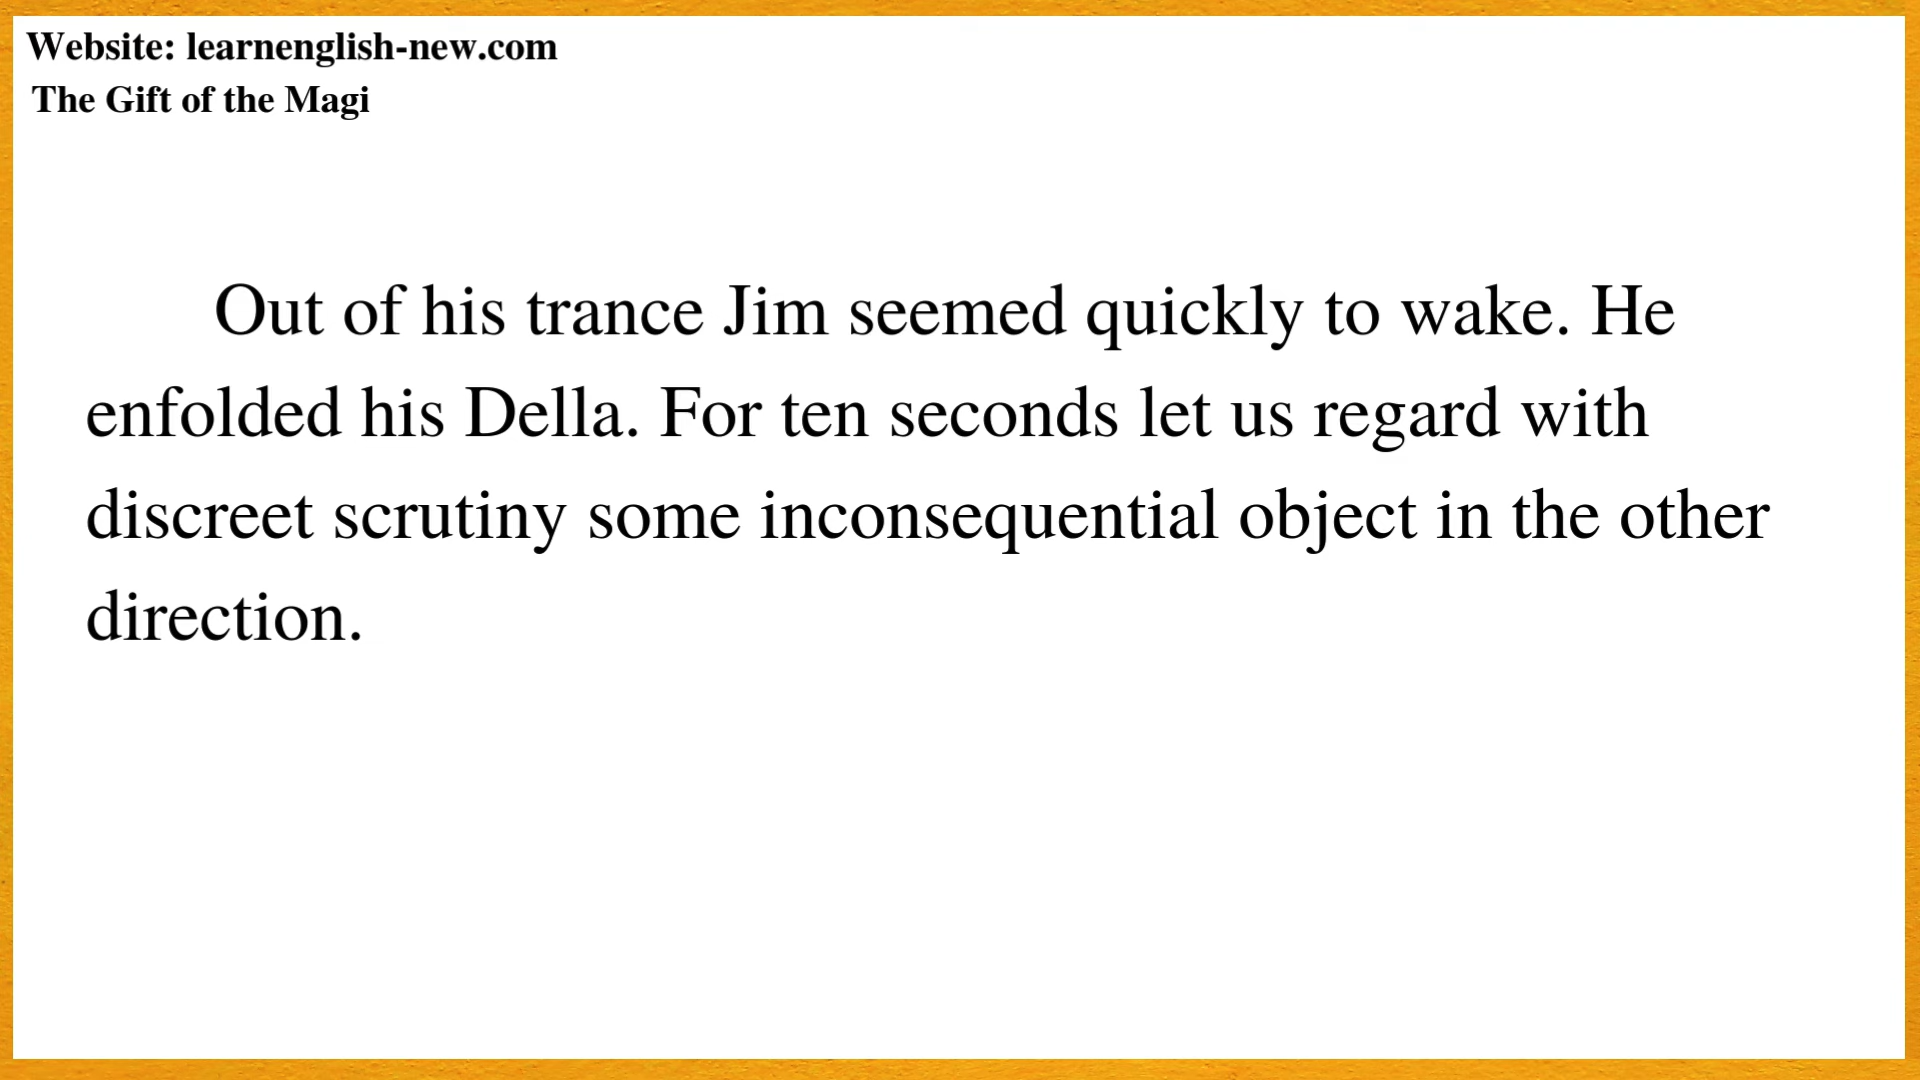 Website: learnenglish-new.com
The Gift of the Magi
Out of his trance Jim seemed quickly to wake. He
enfolded his Della. For ten seconds let us regard with
discreet scrutiny some inconsequential object in the other
direction.